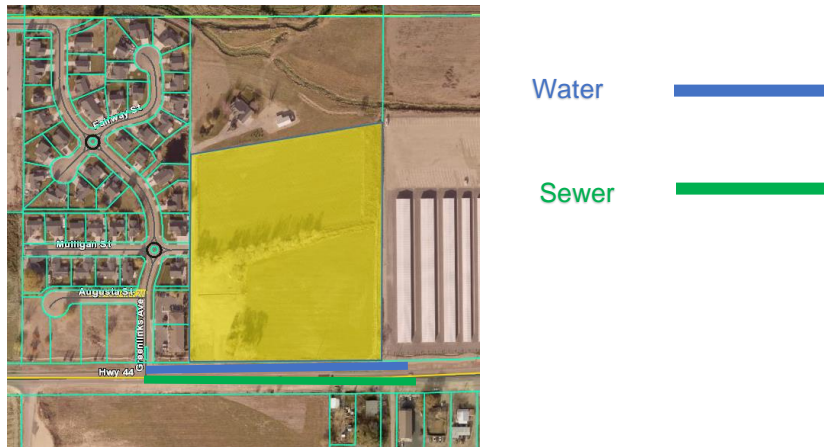 Fairway St
Mulligan St
Augusta St
Greenlinks Ave
Hwy 44
Water
Sewer